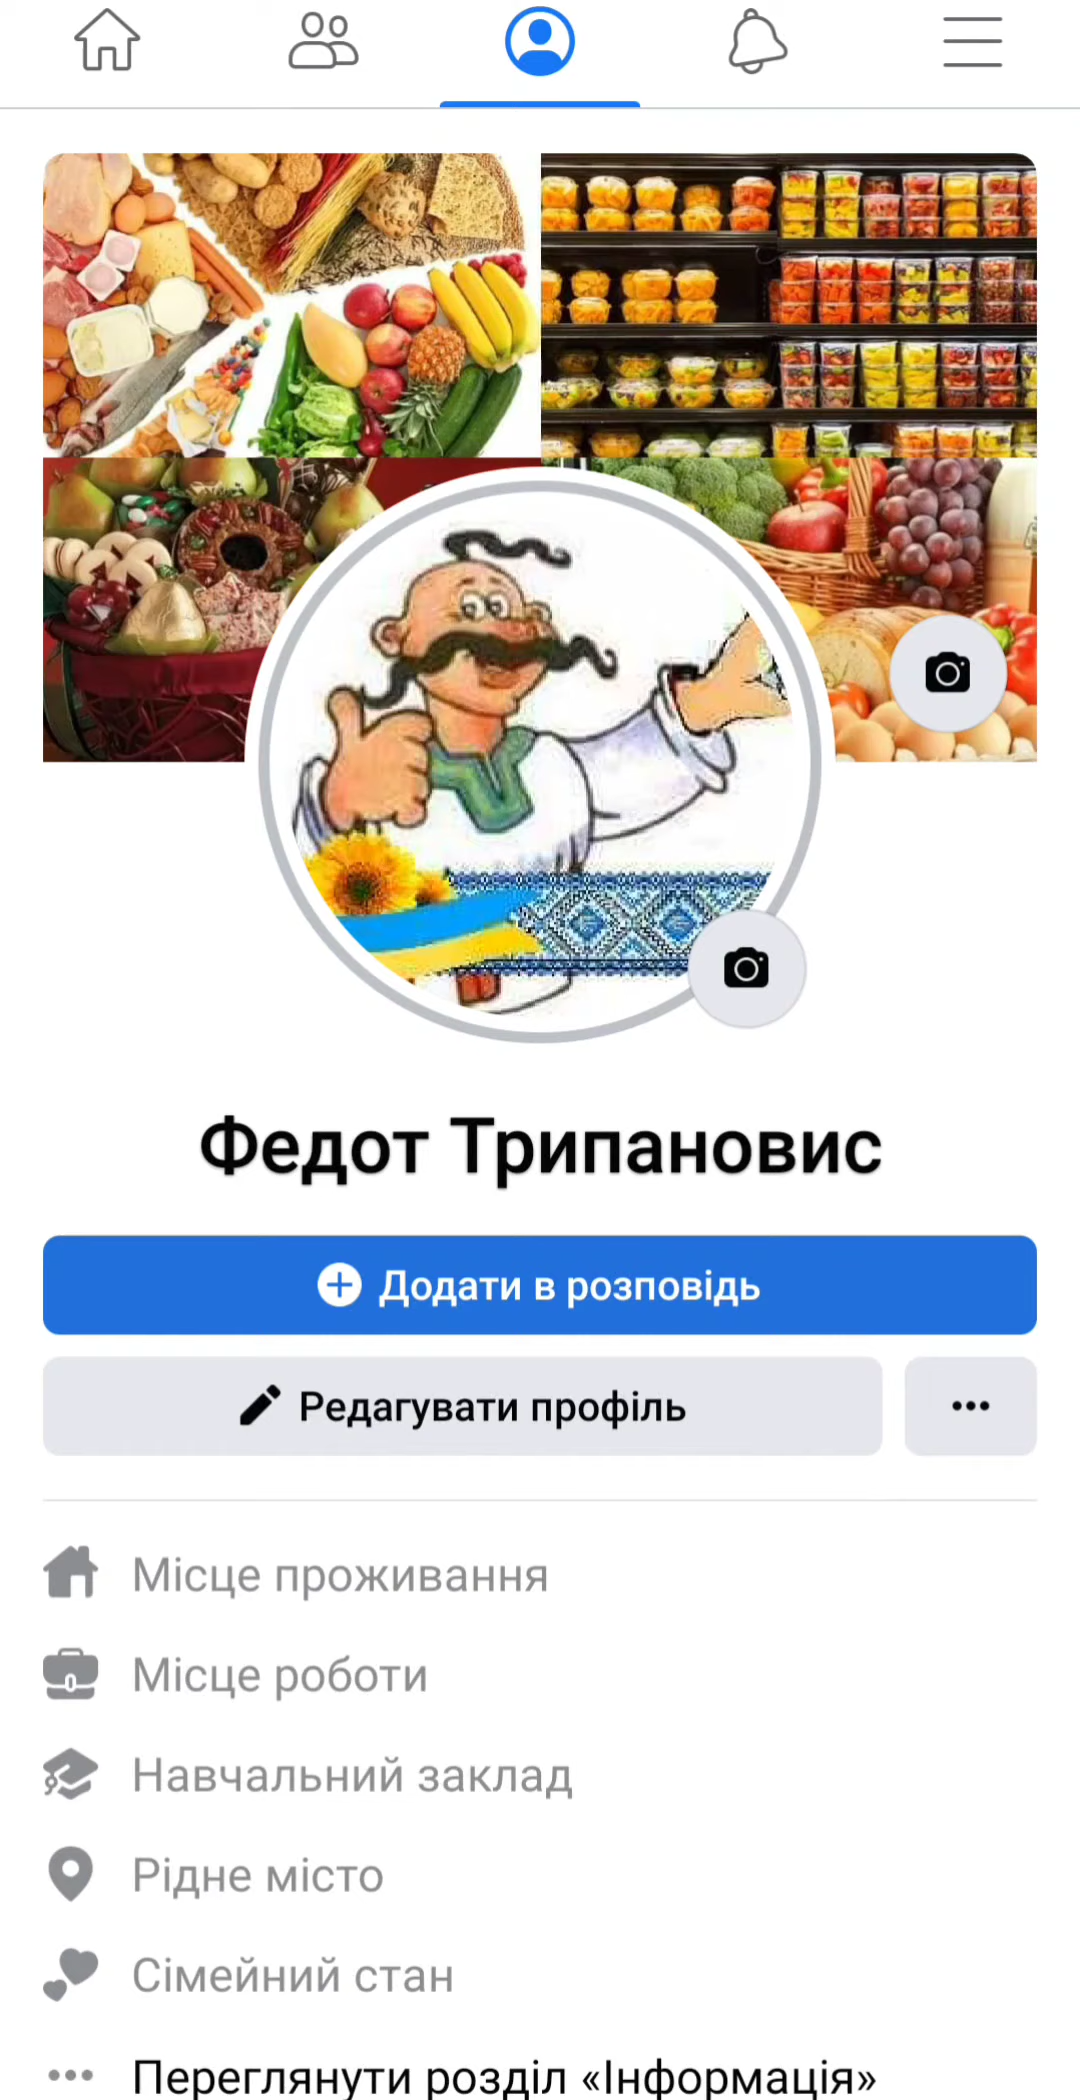 Федот Трипановис
Додати в розповідь
Редагувати профіль
Місце проживання
Місце роботи
Навчальний заклад
Рідне місто
Сімейний стан
Переглянути розділ «Інформація»